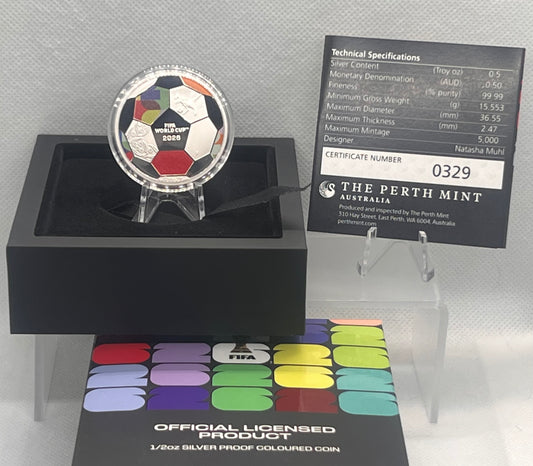 FIFA
WORLD CUP™
2026
Technical Specifications
Silver Content (Troy oz) 0.5
Monetary Denomination (AUD) 0.50
Fineness (% purity) 99.99
Minimum Gross Weight (g) 15.553
Maximum Diameter (mm) 36.55
Maximum Thickness (mm) 2.47
Maximum Mintage 5,000
Designer Natasha Muhl
CERTIFICATE NUMBER 0329
THE PERTH MINT
AUSTRALIA
Produced and inspected by The Perth Mint
310 Hay Street, East Perth, WA 6004, Australia
perthmint.com
FIFA
OFFICIAL LICENSED
PRODUCT
1/2oz SILVER PROOF COLOURED COIN